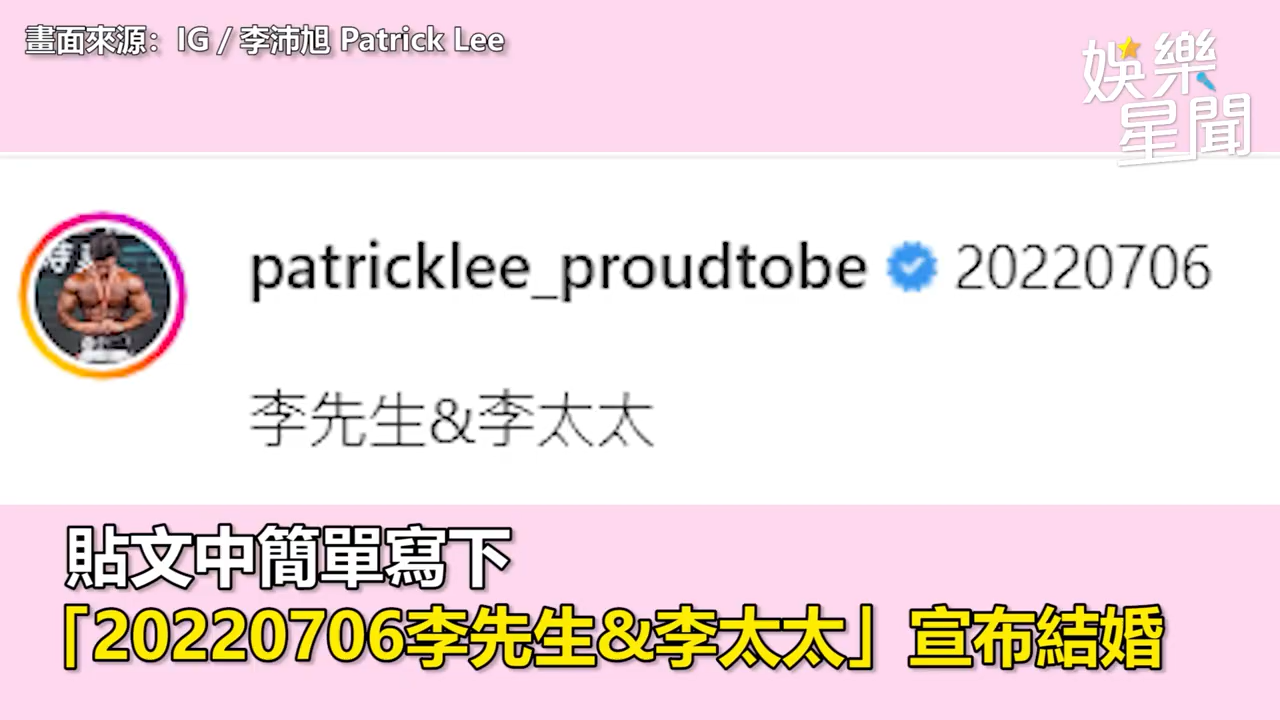 畫面來源：IG / 李沛旭 Patrick Lee
娛樂
星聞
patricklee_proudtobe 20220706
李先生&李太太
貼文中簡單寫下
「20220706李先生&李太太」宣布結婚